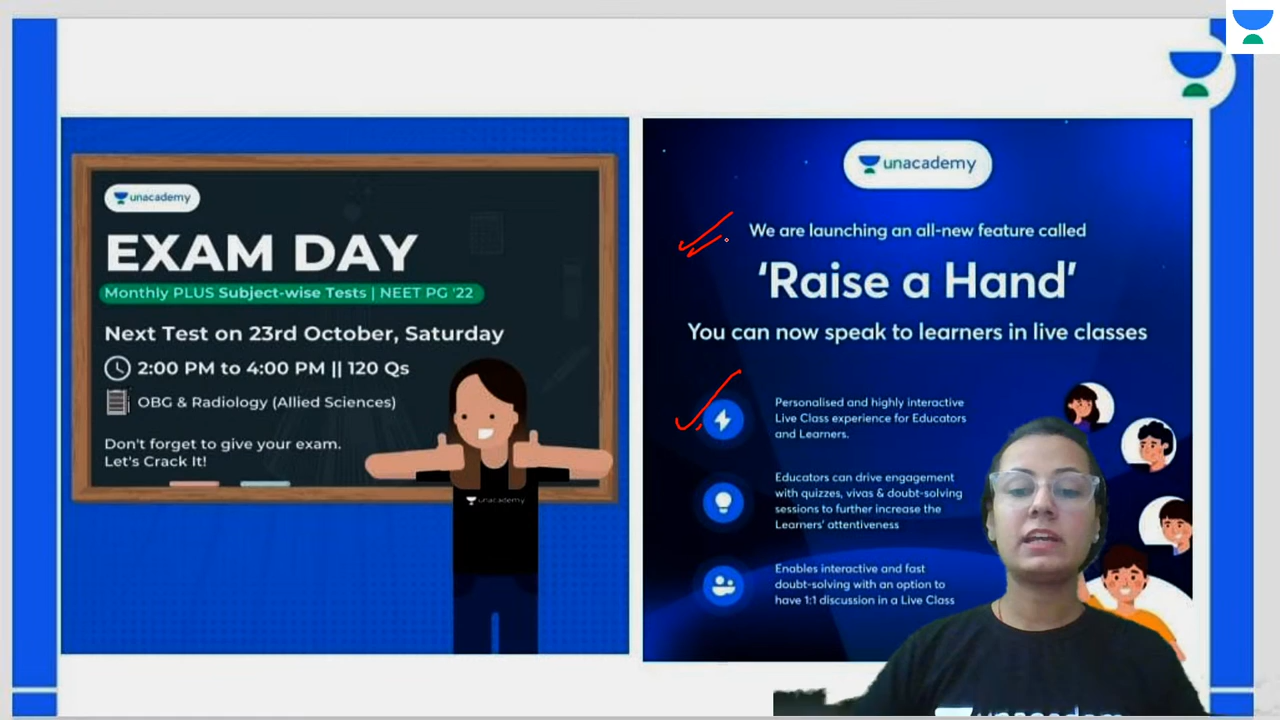 unacademy
EXAM DAY
Monthly PLUS Subject-wise Tests | NEET PG '22
Next Test on 23rd October, Saturday
2:00 PM to 4:00 PM || 120 Qs
OBG & Radiology (Allied Sciences)
Don't forget to give your exam.
Let's Crack It!
unacademy
unacademy
We are launching an all-new feature called
‘Raise a Hand’
You can now speak to learners in live classes
Personalised and highly interactive
Live Class experience for Educators
and Learners.
Educators can drive engagement
with quizzes, vivas & doubt-solving
sessions to further increase the
Learners' attentiveness
Enables interactive and fast
doubt-solving with an option to
have 1:1 discussion in a Live Class
unacademy